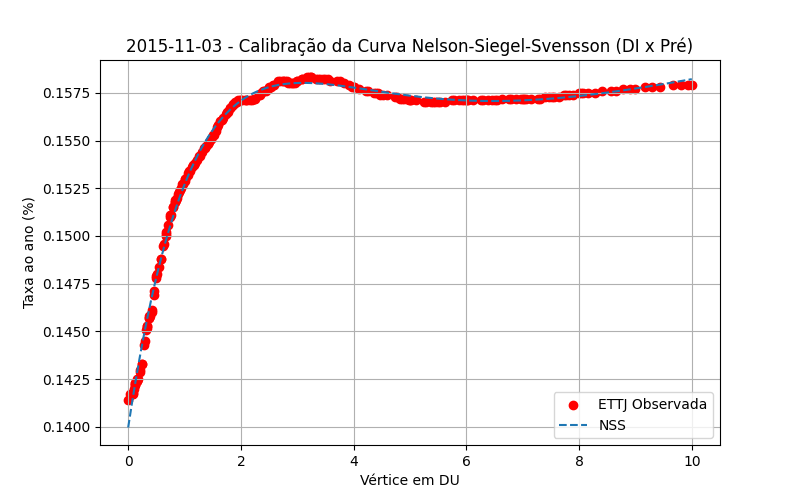 2015-11-03 - Calibração da Curva Nelson-Siegel-Svensson (DI x Pré)
Taxa ao ano (%)
0.1575
0.1550
0.1525
0.1500
0.1475
0.1450
0.1425
0.1400
0 2 4 6 8 10
Vértice em DU
ETTJ Observada
NSS